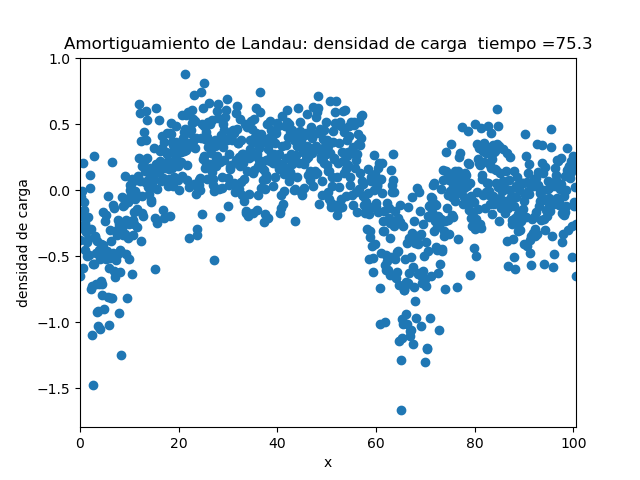 Amortiguamiento de Landau: densidad de carga  tiempo =75.3
1.0
0.5
0.0
−0.5
−1.0
−1.5
densidad de carga
0 20 40 60 80 100
x